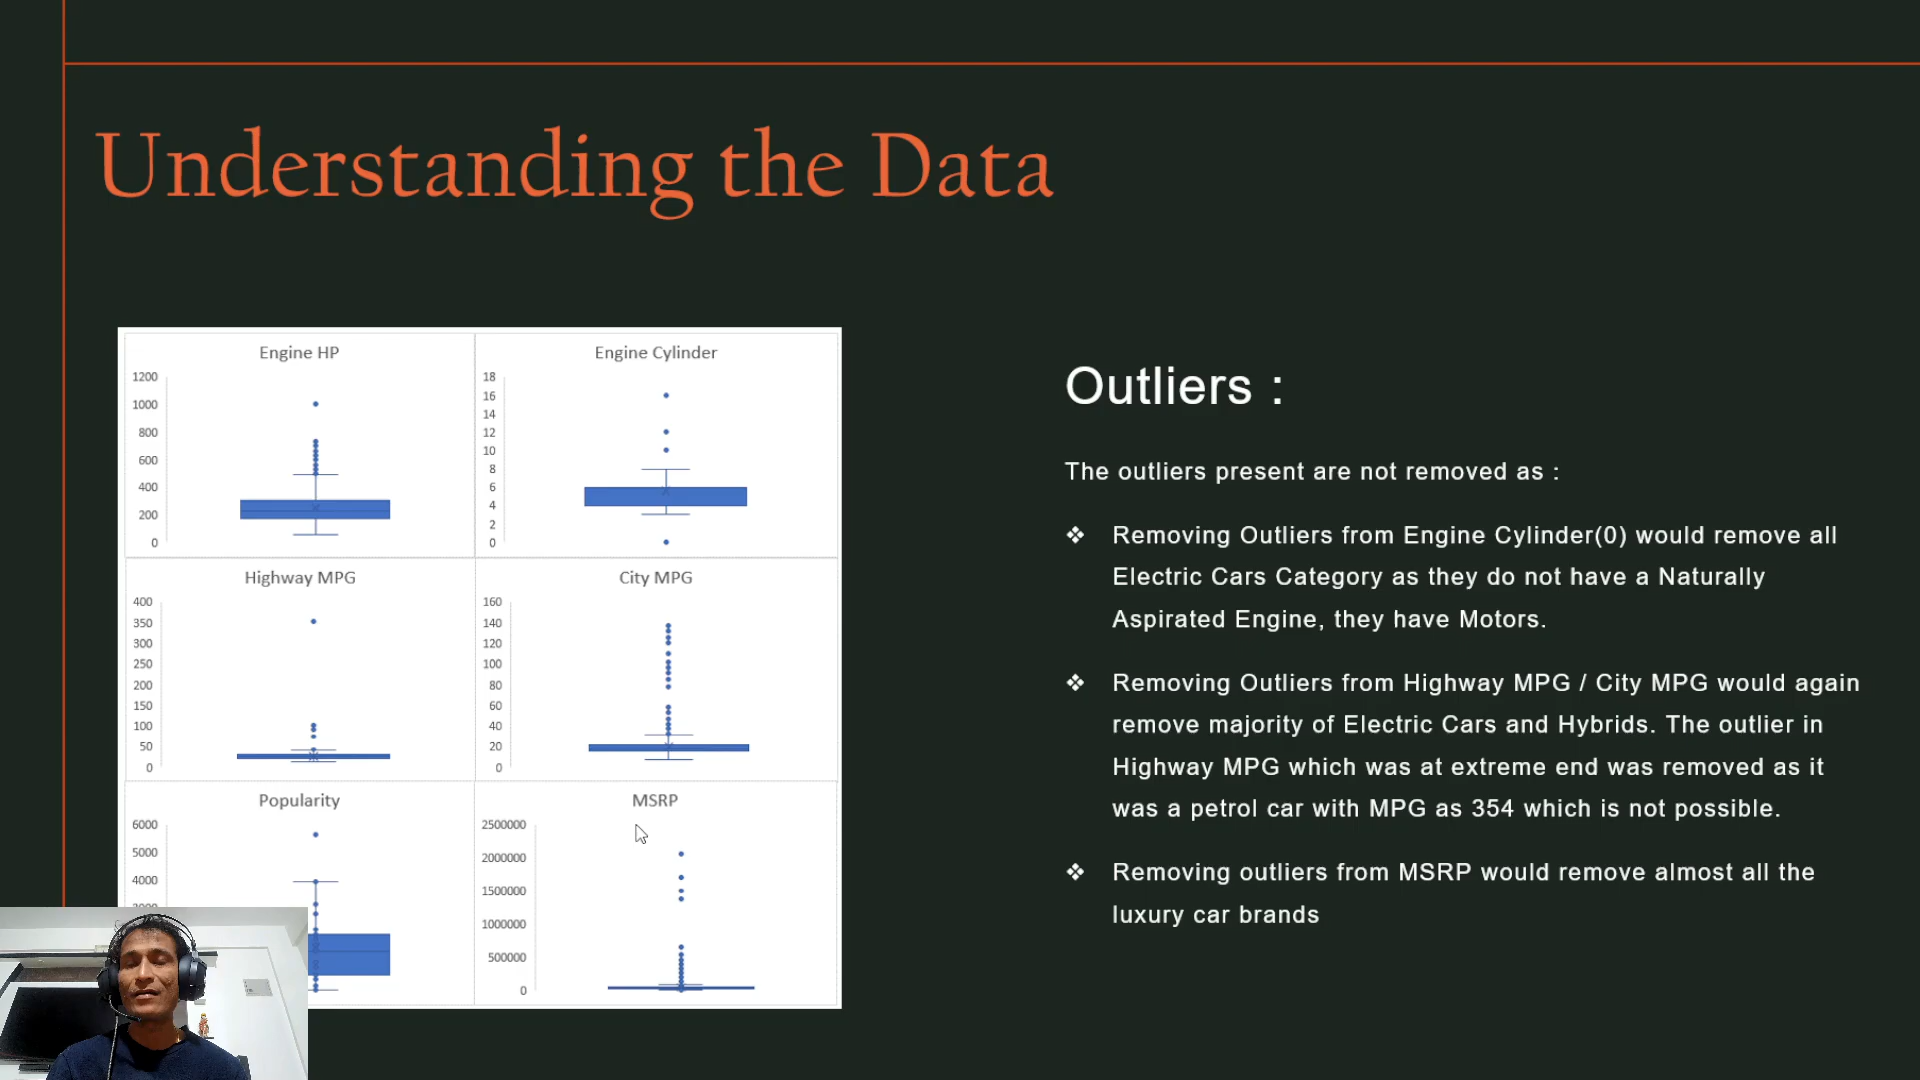 Understanding the Data
Engine HP
1200
1000
800
600
400
200
0
Engine Cylinder
18
16
14
12
10
8
6
4
2
0
Highway MPG
400
350
300
250
200
150
100
50
0
City MPG
160
140
120
100
80
60
40
20
0
Popularity
6000
5000
4000
MSRP
2500000
2000000
1500000
1000000
500000
0
Outliers :
The outliers present are not removed as :
❖ Removing Outliers from Engine Cylinder(0) would remove all
Electric Cars Category as they do not have a Naturally
Aspirated Engine, they have Motors.
❖ Removing Outliers from Highway MPG / City MPG would again
remove majority of Electric Cars and Hybrids. The outlier in
Highway MPG which was at extreme end was removed as it
was a petrol car with MPG as 354 which is not possible.
❖ Removing outliers from MSRP would remove almost all the
luxury car brands